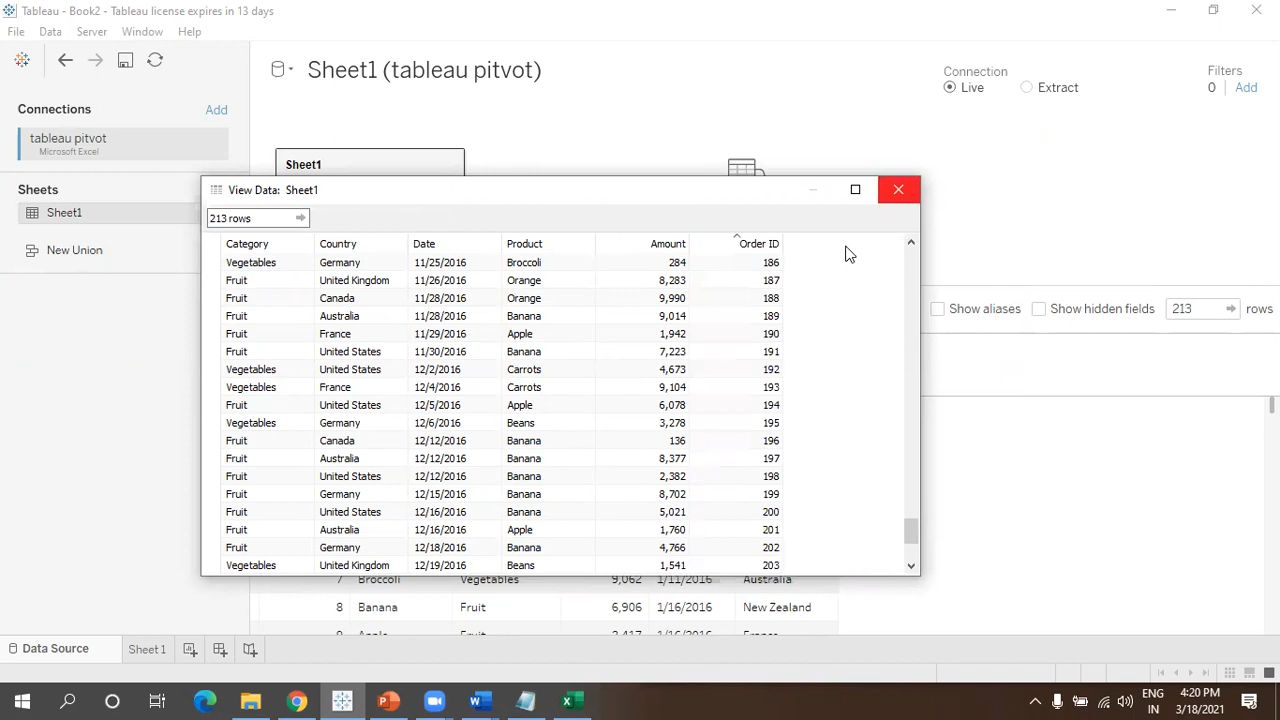 Tableau - Book2 - Tableau license expires in 13 days
File Data Server Window Help
Connections Add
tableau pitvot
Microsoft Excel
Sheets
Sheet1
New Union
Sheet1 (tableau pitvot)
Connection
Live Extract
Filters
0 Add
Sheet1
View Data: Sheet1
213 rows
Category Country Date Product Amount Order ID
Vegetables Germany 11/25/2016 Broccoli 284 186
Fruit United Kingdom 11/26/2016 Orange 8,283 187
Fruit Canada 11/28/2016 Orange 9,990 188
Fruit Australia 11/28/2016 Banana 9,014 189
Fruit France 11/29/2016 Apple 1,942 190
Fruit United States 11/30/2016 Banana 7,223 191
Vegetables United States 12/2/2016 Carrots 4,673 192
Vegetables France 12/4/2016 Carrots 9,104 193
Fruit United States 12/5/2016 Apple 6,078 194
Vegetables Germany 12/6/2016 Beans 3,278 195
Fruit Canada 12/12/2016 Banana 136 196
Fruit Australia 12/12/2016 Banana 8,377 197
Fruit United States 12/12/2016 Banana 2,382 198
Fruit Germany 12/15/2016 Banana 8,702 199
Fruit United States 12/16/2016 Banana 5,021 200
Fruit Australia 12/16/2016 Apple 1,760 201
Fruit Germany 12/18/2016 Banana 4,766 202
Vegetables United Kingdom 12/19/2016 Beans 1,541 203
Show aliases Show hidden fields 213 rows
7 Broccoli Vegetables 9,062 1/11/2016 Australia
8 Banana Fruit 6,906 1/16/2016 New Zealand
9 Apple Fruit 2,417 1/16/2016 France
Data Source Sheet 1
ENG
IN
4:20 PM
3/18/2021